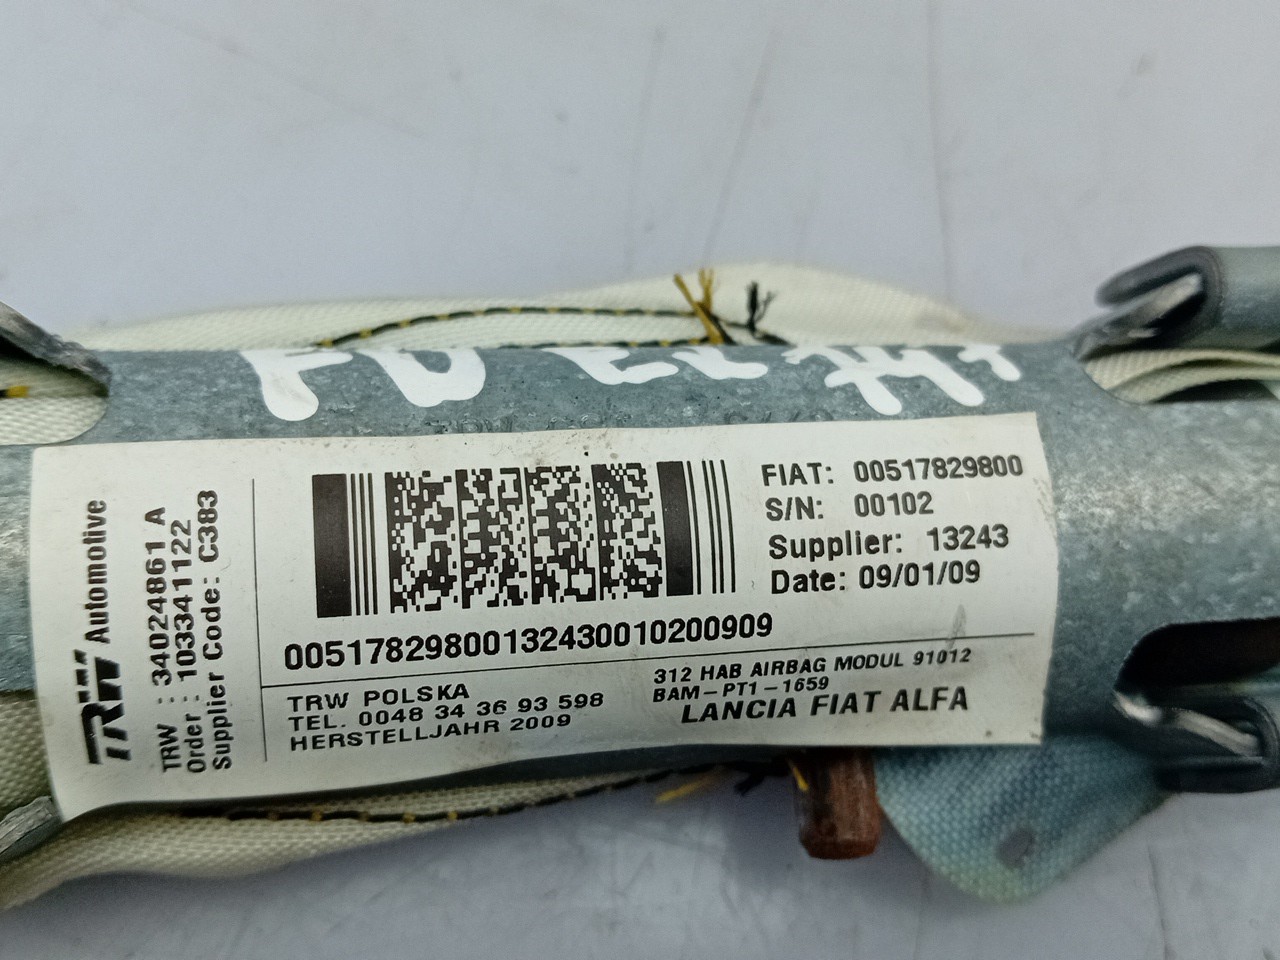 TRW Automotive
TRW : 34024861 A
Order : 103341122
Supplier Code: C383
FIAT: 00517829800
S/N: 00102
Supplier: 13243
Date: 09/01/09
00517829800132430010200909
TRW POLSKA
TEL. 0048 34 36 93 598
HERSTELLJAHR 2009
312 HAB AIRBAG MODUL 91012
BAM-PT1-1659
LANCIA FIAT ALFA